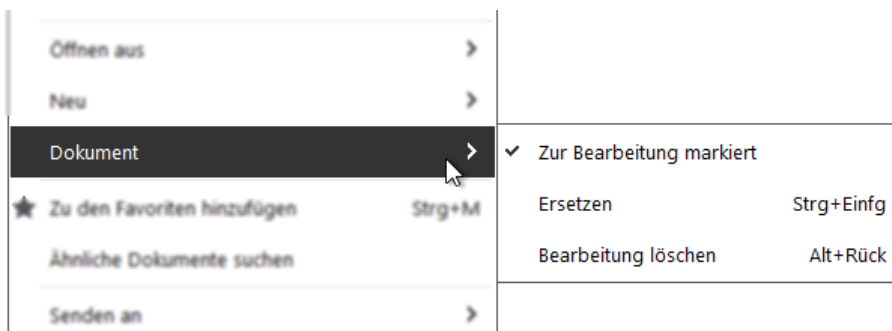 Öffnen aus
Neu
Dokument
Zu den Favoriten hinzufügen Strg+M
Ähnliche Dokumente suchen
Senden an
Zur Bearbeitung markiert
Ersetzen Strg+Einfg
Bearbeitung löschen Alt+Rück